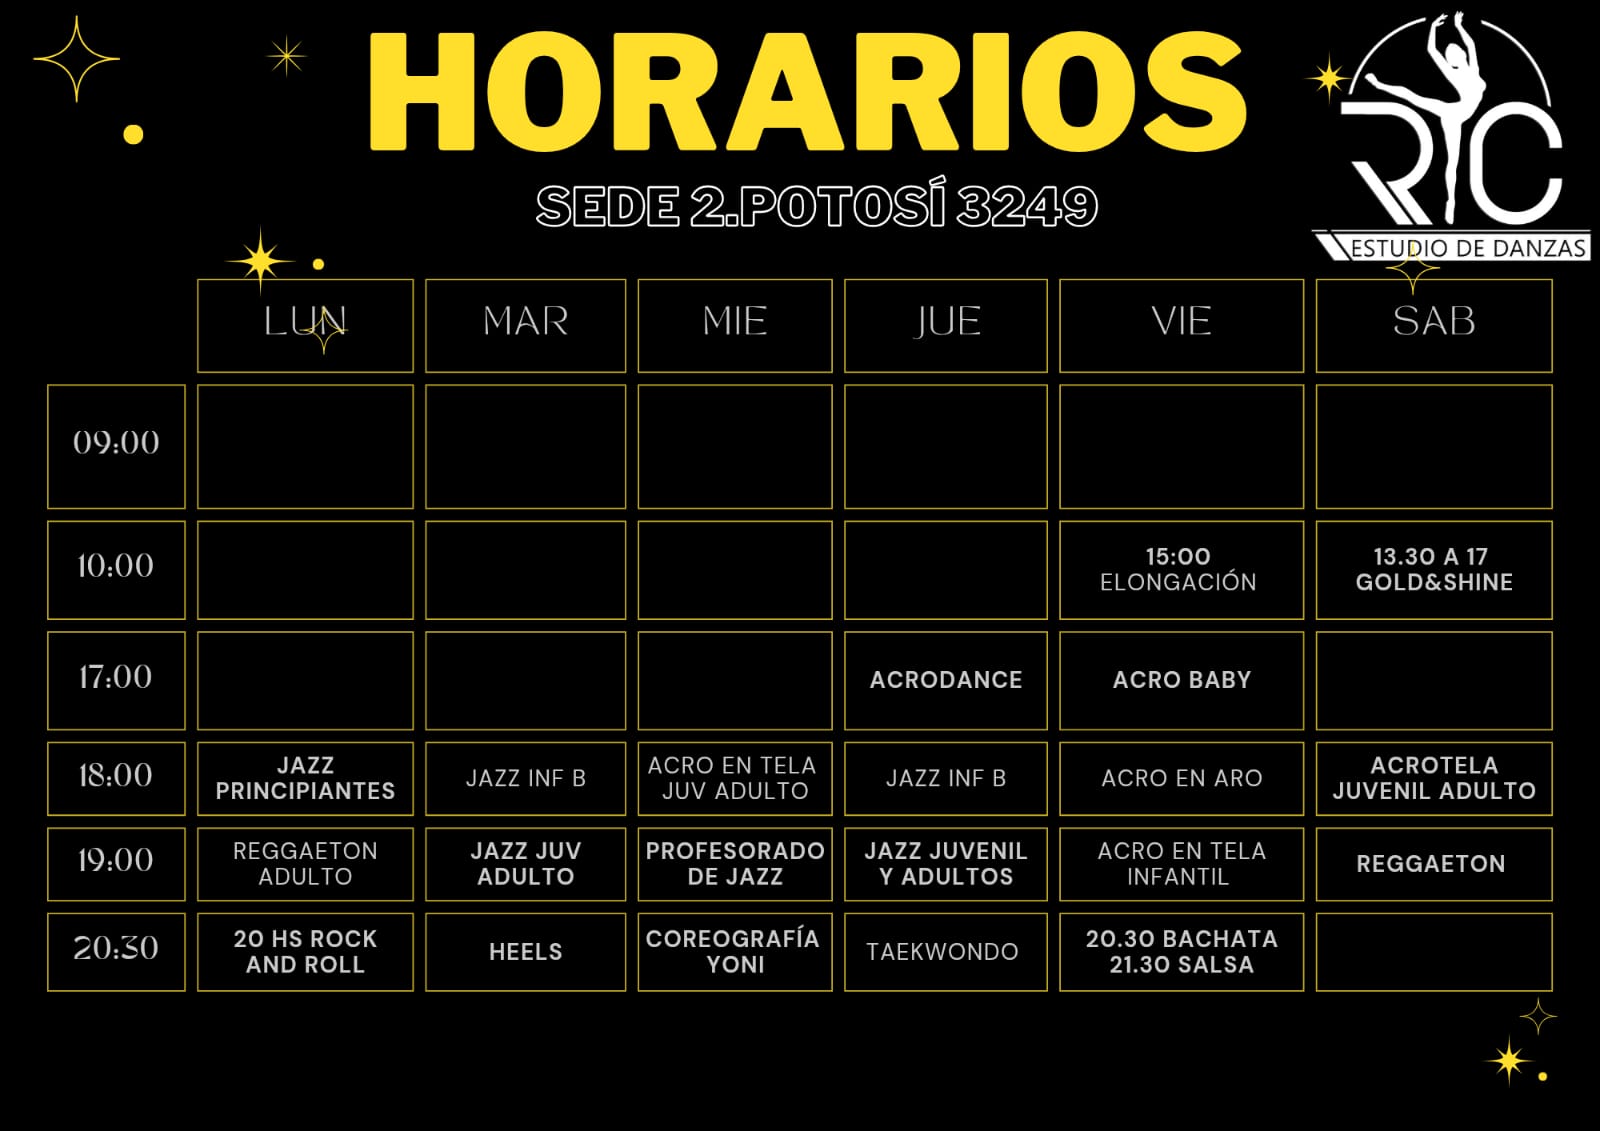 HORARIOS
SEDE 2.POTOSÍ 3249
RTC
ESTUDIO DE DANZAS
LUN MAR MIE JUE VIE SAB
09:00
10:00
15:00
ELONGACIÓN
13.30 A 17
GOLD&SHINE
17:00
ACRODANCE
ACRO BABY
18:00
JAZZ
PRINCIPIANTES
JAZZ INF B
ACRO EN TELA
JUV ADULTO
JAZZ INF B
ACRO EN ARO
ACROTELA
JUVENIL ADULTO
19:00
REGGAETON
ADULTO
JAZZ JUV
ADULTO
PROFESORADO
DE JAZZ
JAZZ JUVENIL
Y ADULTOS
ACRO EN TELA
INFANTIL
REGGAETON
20:30
20 HS ROCK
AND ROLL
HEELS
COREOGRAFÍA
YONI
TAEKWONDO
20.30 BACHATA
21.30 SALSA